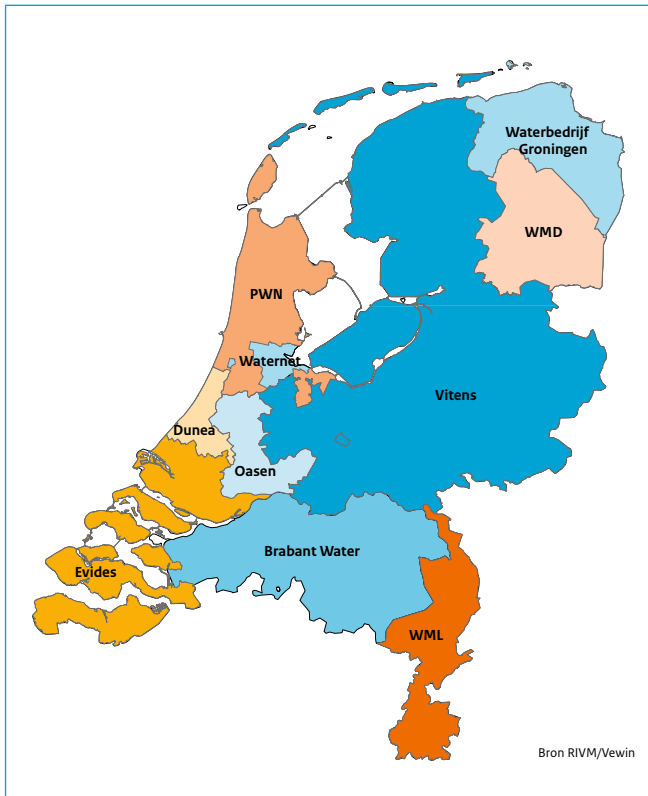 Waterbedrijf
Groningen
WMD
PWN
Waternet
Vitens
Dunea
Oasen
Brabant Water
Evides
WML
Bron RIVM/Vewin